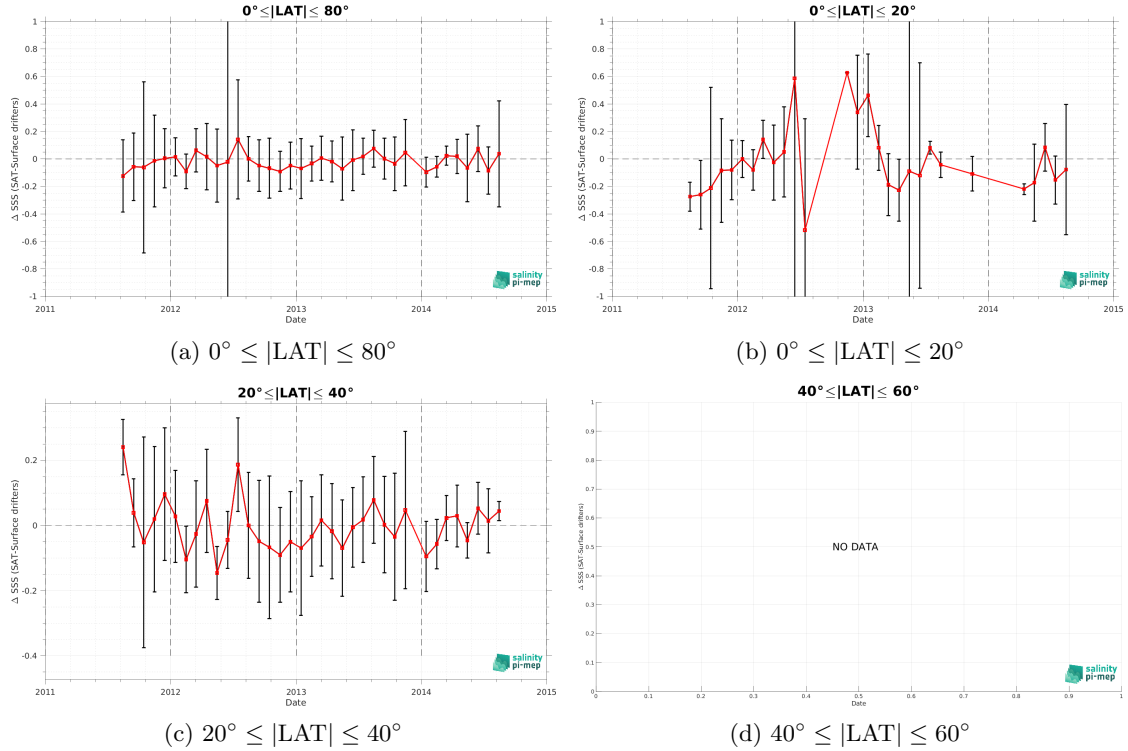 0°≤|LAT|≤ 80°
1
0.8
0.6
0.4
0.2
0
-0.2
-0.4
-0.6
-0.8
-1
Δ SSS (SAT-Surface drifters)
2011
2012
2013
2014
2015
Date
salinity
pi-mep
(a) 0° ≤ |LAT| ≤ 80°
0°≤|LAT|≤ 20°
1
0.8
0.6
0.4
0.2
0
-0.2
-0.4
-0.6
-0.8
-1
Δ SSS (SAT-Surface drifters)
2011
2012
2013
2014
2015
Date
salinity
pi-mep
(b) 0° ≤ |LAT| ≤ 20°
20°≤|LAT|≤ 40°
0.2
0
-0.2
-0.4
Δ SSS (SAT-Surface drifters)
2011
2012
2013
2014
2015
Date
salinity
pi-mep
(c) 20° ≤ |LAT| ≤ 40°
40°≤|LAT|≤ 60°
1
0.9
0.8
0.7
0.6
0.5
0.4
0.3
0.2
0.1
0
Δ SSS (SAT-Surface drifters)
NO DATA
0
0.1
0.2
0.3
0.4
0.5
0.6
0.7
0.8
0.9
1
Date
salinity
pi-mep
(d) 40° ≤ |LAT| ≤ 60°